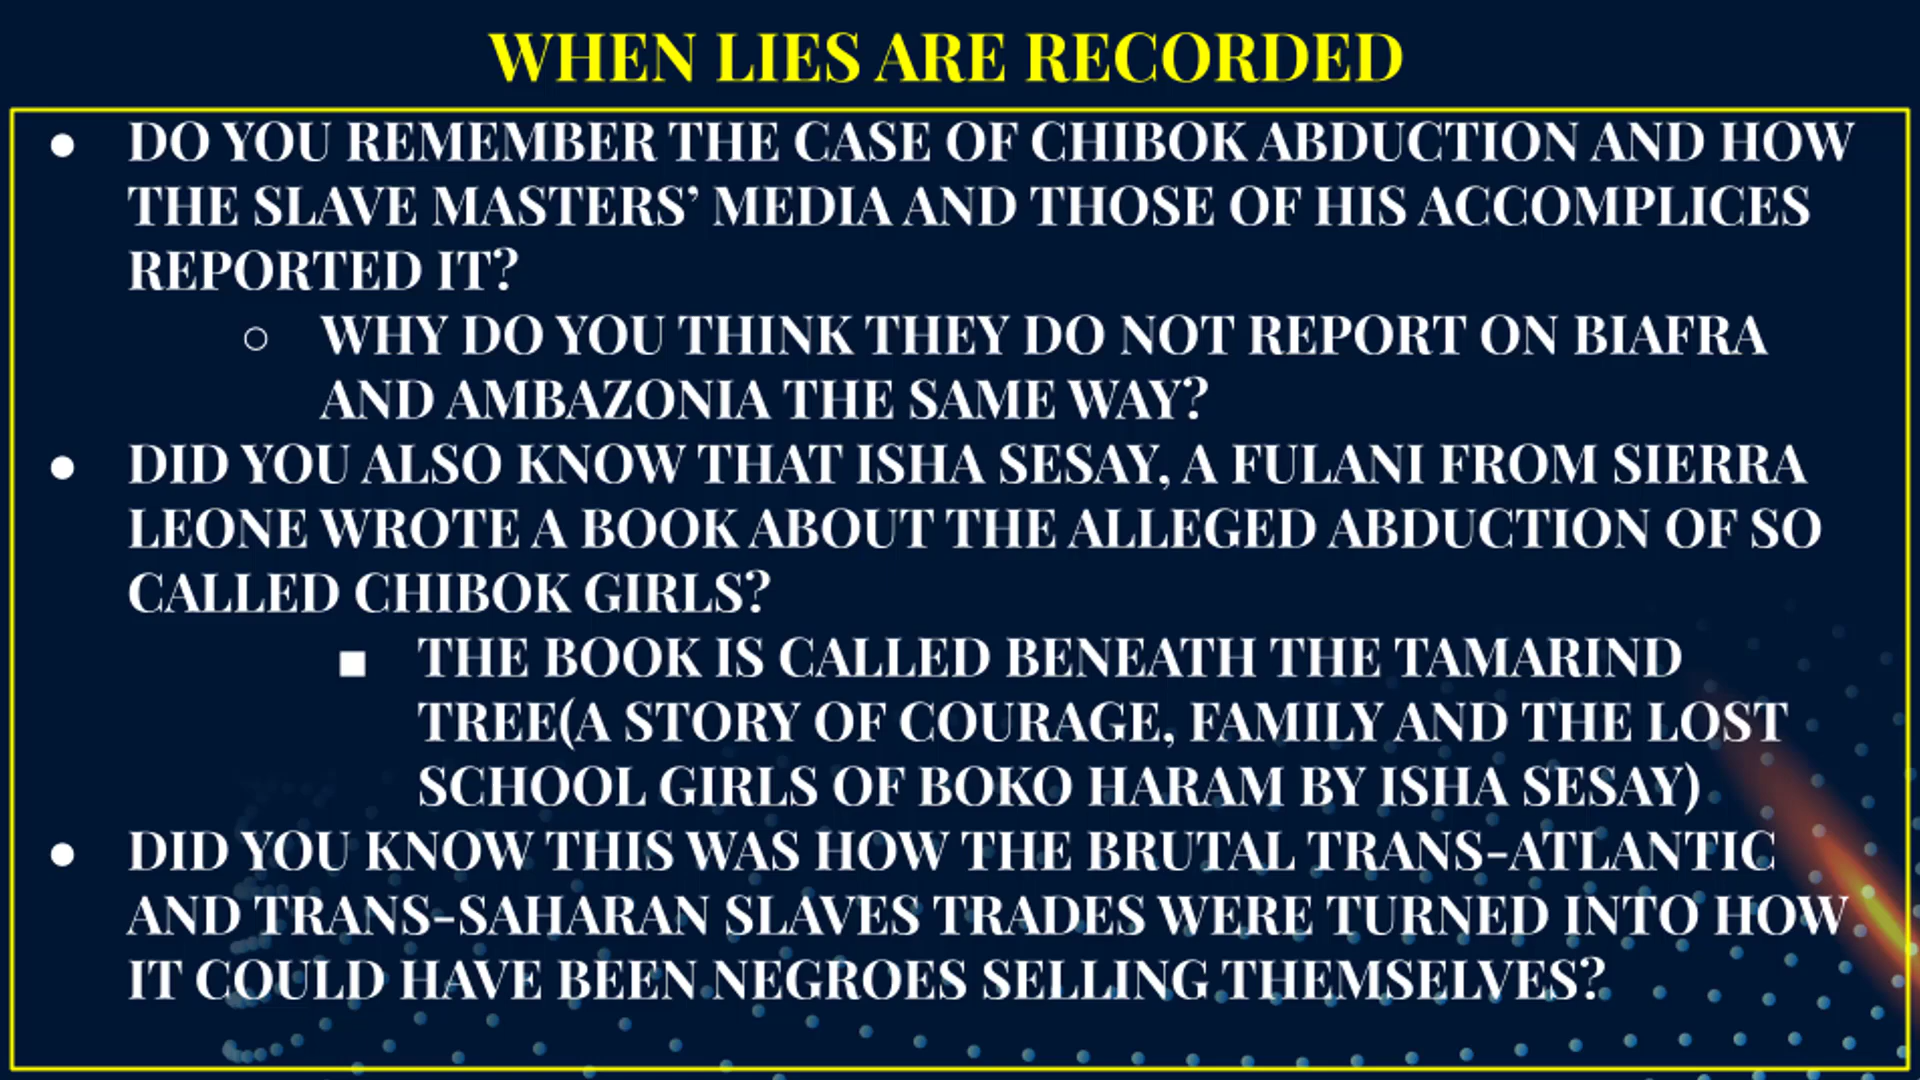 WHEN LIES ARE RECORDED
● DO YOU REMEMBER THE CASE OF CHIBOK ABDUCTION AND HOW
THE SLAVE MASTERS’ MEDIA AND THOSE OF HIS ACCOMPLICES
REPORTED IT?
○ WHY DO YOU THINK THEY DO NOT REPORT ON BIAFRA
AND AMBAZONIA THE SAME WAY?
● DID YOU ALSO KNOW THAT ISHA SESAY, A FULANI FROM SIERRA
LEONE WROTE A BOOK ABOUT THE ALLEGED ABDUCTION OF SO
CALLED CHIBOK GIRLS?
■ THE BOOK IS CALLED BENEATH THE TAMARIND
TREE(A STORY OF COURAGE, FAMILY AND THE LOST
SCHOOL GIRLS OF BOKO HARAM BY ISHA SESAY)
● DID YOU KNOW THIS WAS HOW THE BRUTAL TRANS-ATLANTIC
AND TRANS-SAHARAN SLAVES TRADES WERE TURNED INTO HOW
IT COULD HAVE BEEN NEGROES SELLING THEMSELVES?